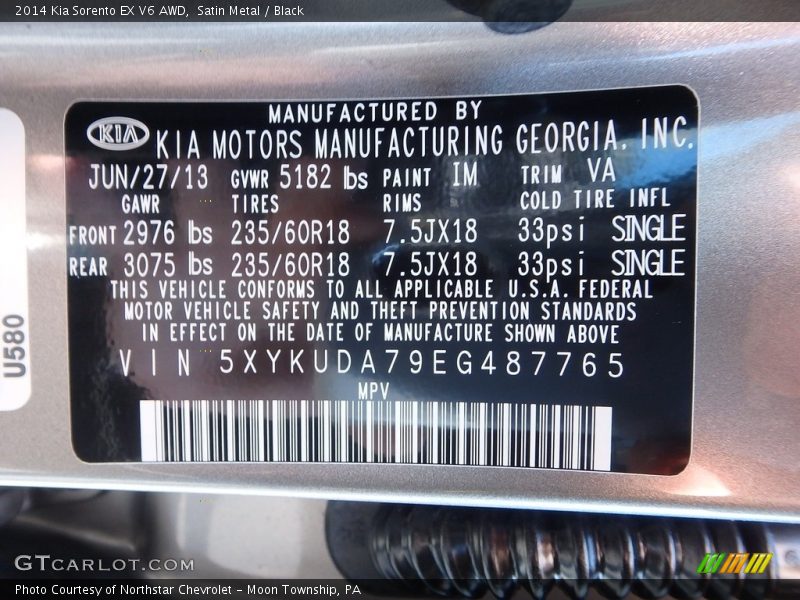 2014 Kia Sorento EX V6 AWD, Satin Metal / Black
MANUFACTURED BY
KIA
KIA MOTORS MANUFACTURING GEORGIA, INC.
JUN/27/13 GVWR 5182 lbs PAINT IM TRIM VA
GAWR TIRES RIMS COLD TIRE INFL
FRONT 2976 lbs 235/60R18 7.5JX18 33psi SINGLE
REAR 3075 lbs 235/60R18 7.5JX18 33psi SINGLE
THIS VEHICLE CONFORMS TO ALL APPLICABLE U.S.A. FEDERAL
MOTOR VEHICLE SAFETY AND THEFT PREVENTION STANDARDS
IN EFFECT ON THE DATE OF MANUFACTURE SHOWN ABOVE
VIN 5XYKUDA79EG487765
MPV
U580
GTCARLOT.COM
Photo Courtesy of Northstar Chevrolet - Moon Township, PA